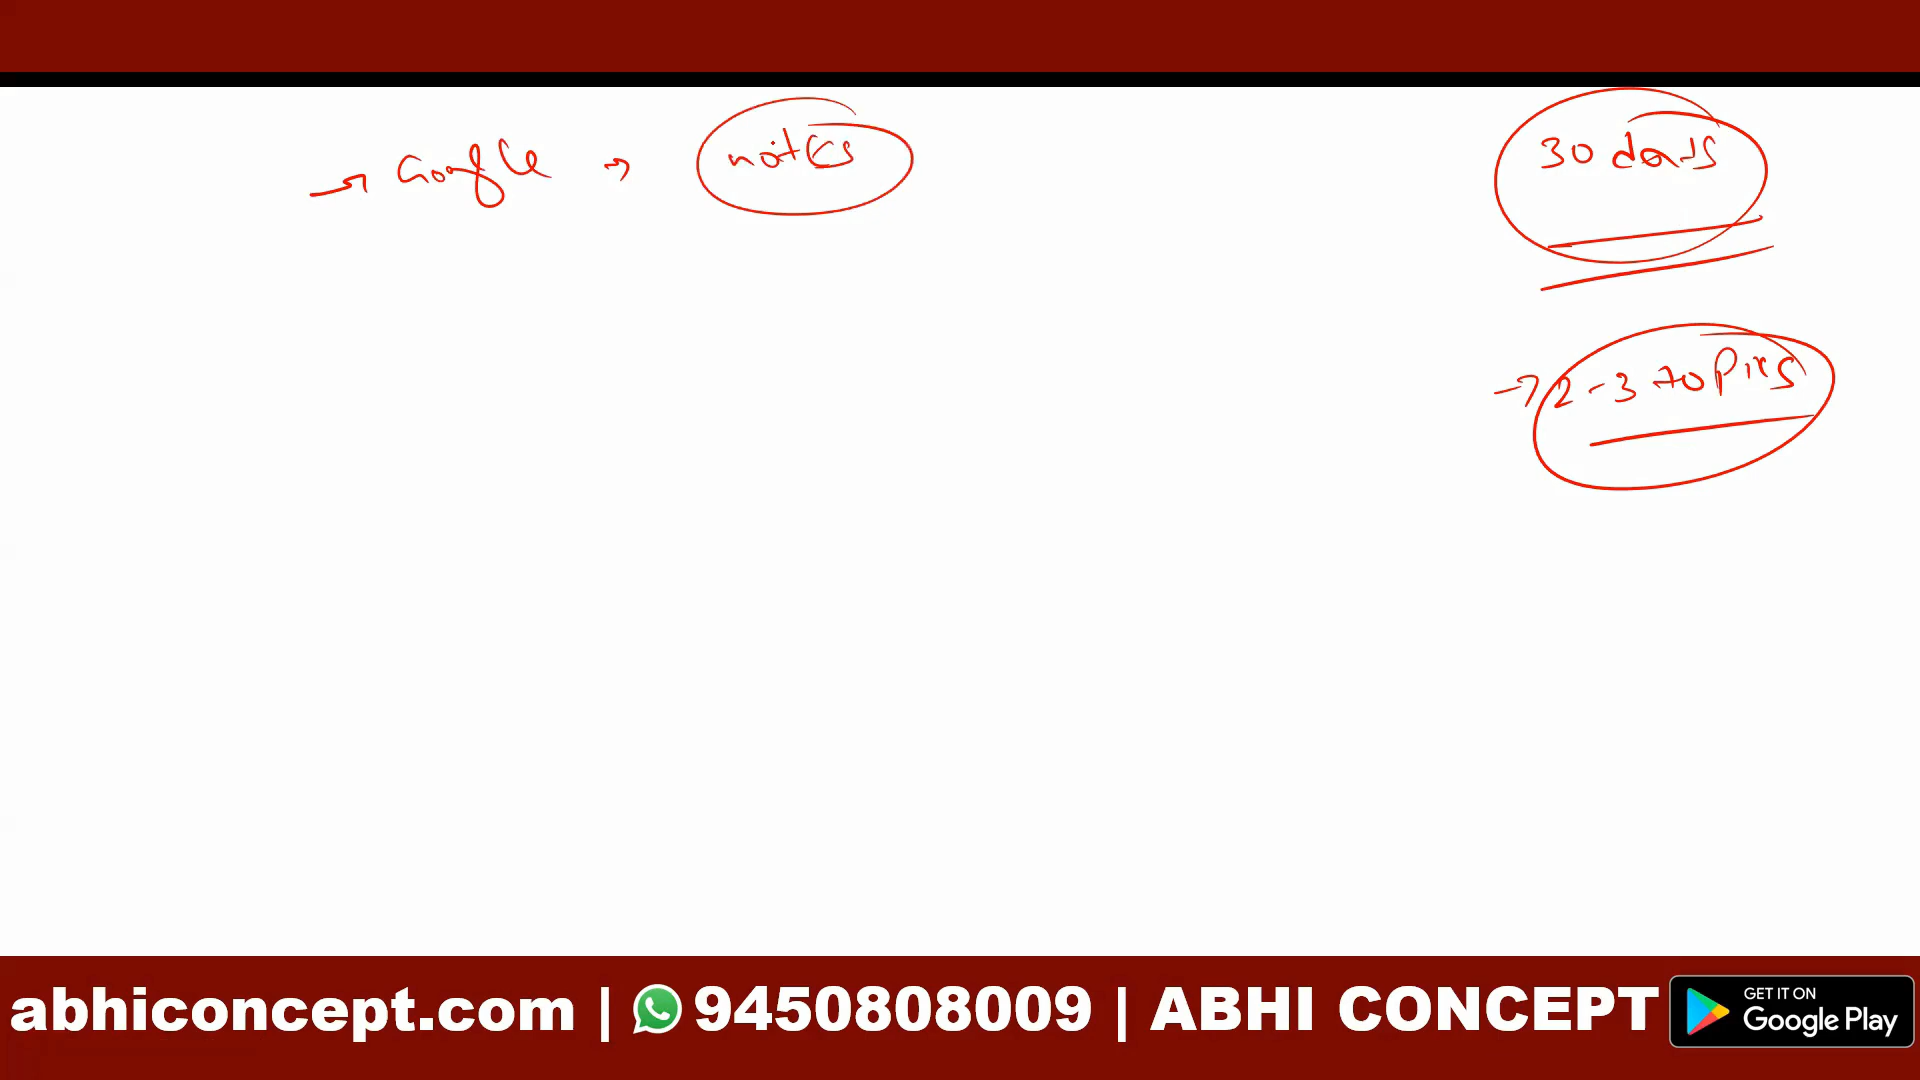 → Google → notes
30 days
→ 2-3 topics
abhiconcept.com | 9450808009 | ABHI CONCEPT
GET IT ON
Google Play